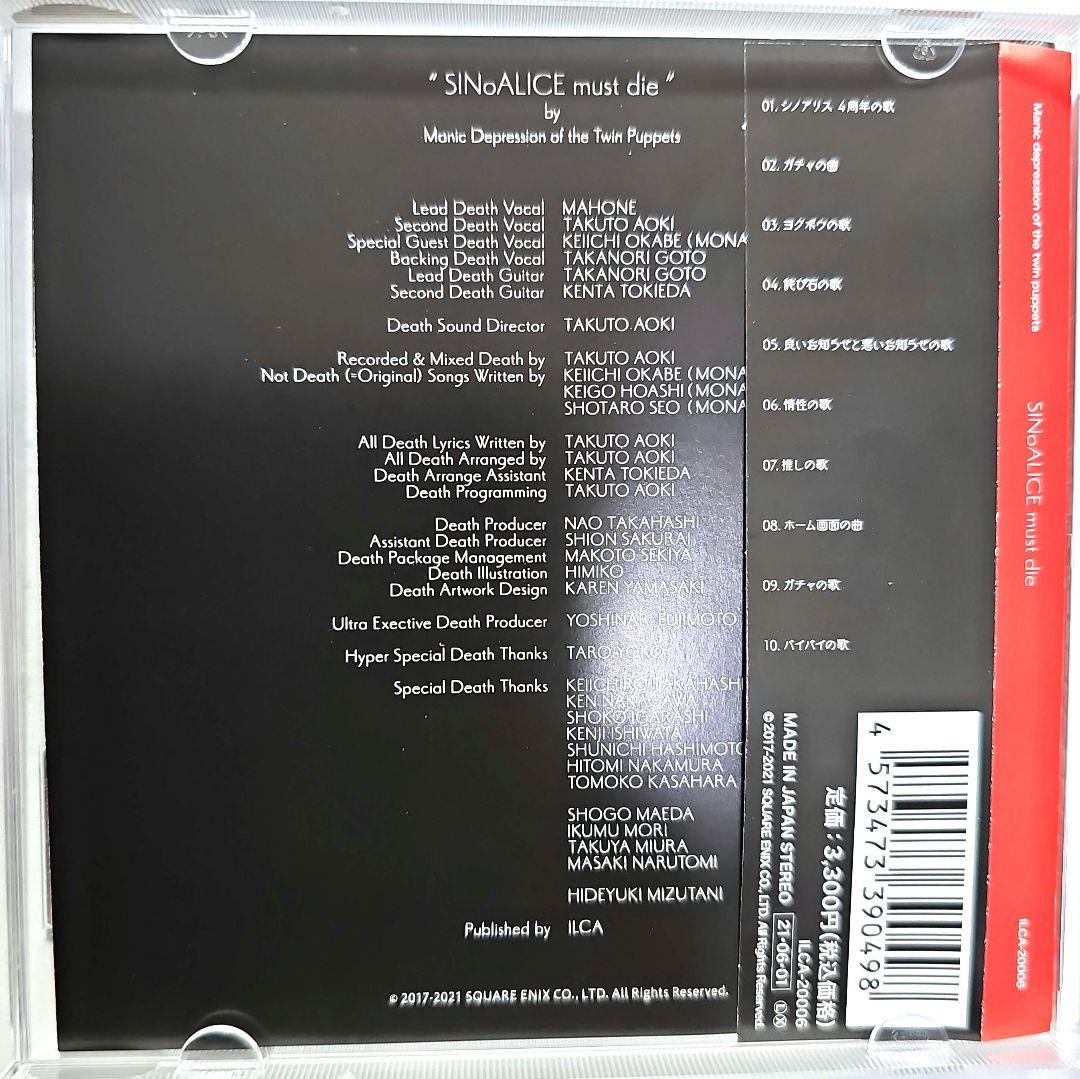 " SINoALICE must die "
by
Manic Depression of the Twin Puppets
Lead Death Vocal MAHONE
Second Death Vocal TAKUTO AOKI
Special Guest Death Vocal KEIICHI OKABE (MONA
Backing Death Vocal TAKANORI GOTO
Lead Death Guitar TAKANORI GOTO
Second Death Guitar KENTA TOKIEDA
Death Sound Director TAKUTO AOKI
Recorded & Mixed Death by TAKUTO AOKI
Not Death (=Original) Songs Written by KEIICHI OKABE (MONA
KEIGO HOASHI (MONA
SHOTARO SEO (MONA
All Death Lyrics Written by TAKUTO AOKI
All Death Arranged by TAKUTO AOKI
Death Arrange Assistant KENTA TOKIEDA
Death Programming TAKUTO AOKI
Death Producer NAO TAKAHASHI
Assistant Death Producer SHION SAKURAI
Death Package Management MAKOTO SEKIYA
Death Illustration HIMIKO
Death Artwork Design KAREN YAMASAKI
Ultra Exective Death Producer YOSHINARI FUJIMOTO
Hyper Special Death Thanks TARO YOKO
Special Death Thanks KEIICHIRO TAKAHASHI
KEN NAKAGAWA
SHOKO IGARASHI
KENJI ISHIWATA
SHUNICHI HASHIMOTO
HITOMI NAKAMURA
TOMOKO KASAHARA
SHOGO MAEDA
IKUMU MORI
TAKUYA MIURA
MASAKI NARUTOMI
HIDEYUKI MIZUTANI
Published by ILCA
© 2017-2021 SQUARE ENIX CO., LTD. All Rights Reserved.
01. シノアリス 4周年の歌
02. ガチャの曲
03. ヨクボウの歌
04. 詫び石の歌
05. 良いお知らせと悪いお知らせの歌
06. 惰性の歌
07. 推しの歌
08. ホーム画面の曲
09. ガチャの歌
10. バイバイの歌
4 573473 390498
定価：3,300円(税込価格)
ILCA-20006
MADE IN JAPAN STEREO 21・06・01 Ⓛ Ⓧ
©2017-2021 SQUARE ENIX CO., LTD. All Rights Reserved.
Manic depression of the twin puppets
SINoALICE must die
ILCA-20006